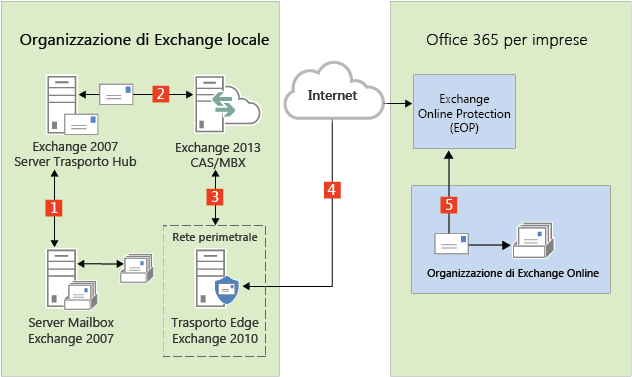 Organizzazione di Exchange locale
Office 365 per imprese
2
Internet
Exchange
Online Protection
(EOP)
Exchange 2007
Server Trasporto Hub
Exchange 2013
CAS/MBX
1
3
4
5
Rete perimetrale
Organizzazione di Exchange Online
Server Mailbox
Exchange 2007
Trasporto Edge
Exchange 2010